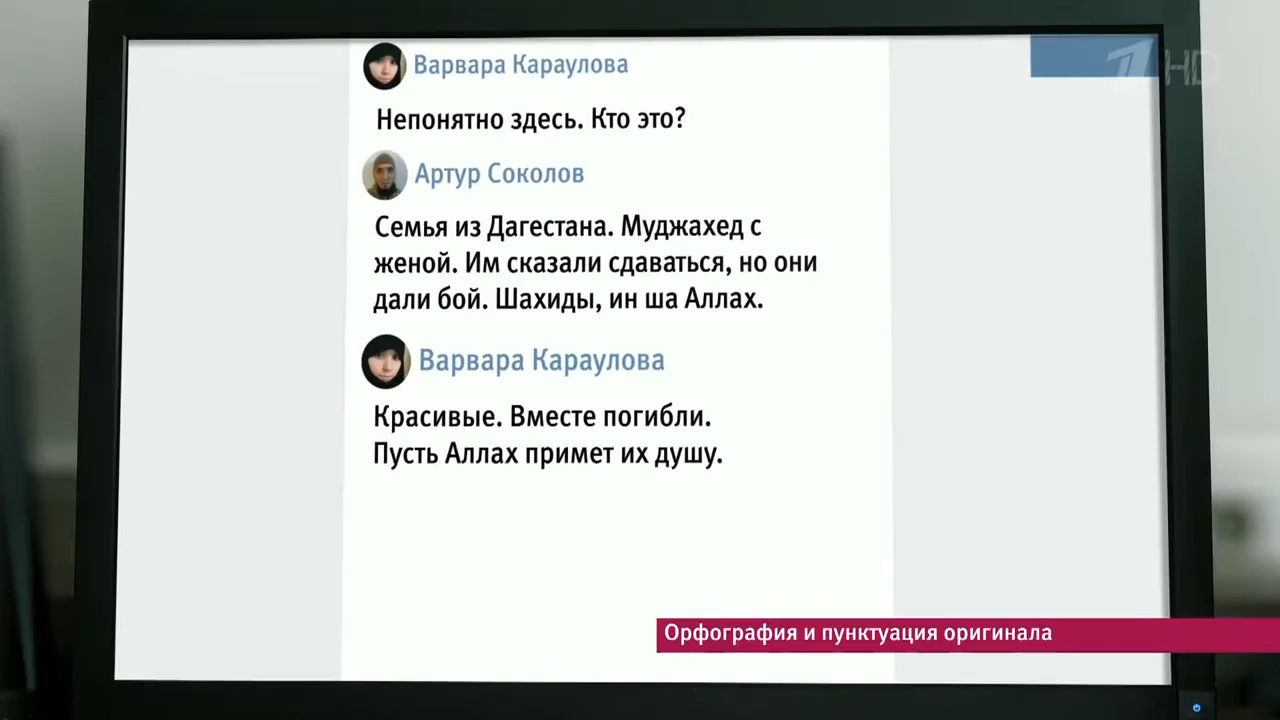 Варвара Караулова
Непонятно здесь. Кто это?
Артур Соколов
Семья из Дагестана. Муджахед с
женой. Им сказали сдаваться, но они
дали бой. Шахиды, ин ша Аллах.
Варвара Караулова
Красивые. Вместе погибли.
Пусть Аллах примет их душу.
Орфография и пунктуация оригинала
1HD